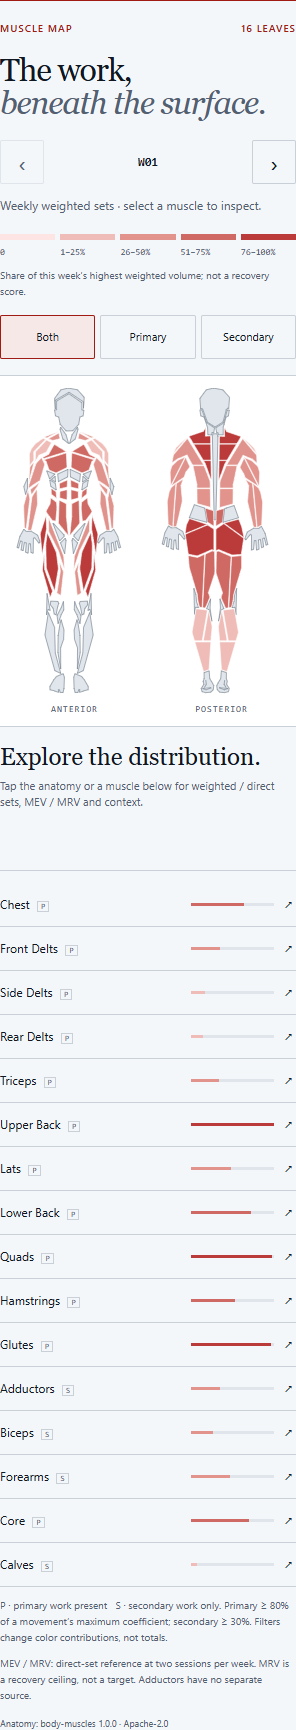 MUSCLE MAP
16 LEAVES
The work,
beneath the surface.
‹
W01
›
Weekly weighted sets · select a muscle to inspect.
0
1–25%
26–50%
51–75%
76–100%
Share of this week's highest weighted volume; not a recovery
score.
Both
Primary
Secondary
ANTERIOR
POSTERIOR
Explore the distribution.
Tap the anatomy or a muscle below for weighted / direct
sets, MEV / MRV and context.
Chest P ↗
Front Delts P ↗
Side Delts P ↗
Rear Delts P ↗
Triceps P ↗
Upper Back P ↗
Lats P ↗
Lower Back P ↗
Quads P ↗
Hamstrings P ↗
Glutes P ↗
Adductors S ↗
Biceps S ↗
Forearms S ↗
Core P ↗
Calves S ↗
P · primary work present S · secondary work only. Primary ≥ 80%
of a movement's maximum coefficient; secondary ≥ 30%. Filters
change color contributions, not totals.
MEV / MRV: direct-set reference at two sessions per week. MRV is
a recovery ceiling, not a target. Adductors have no separate
source.
Anatomy: body-muscles 1.0.0 · Apache-2.0